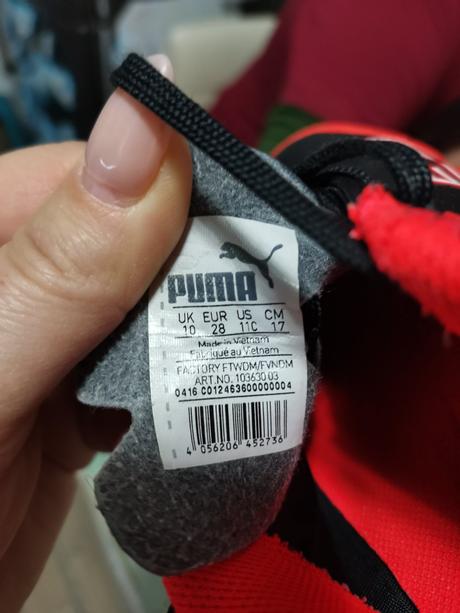 PUMA
UK EUR US CM
10 28 11C 17
Made in Vietnam
Fabriqué au Vietnam
FACTORY FTWDM/FVNDM
ART.NO. 103630 03
0416 C01246360000004
4 056206 452736